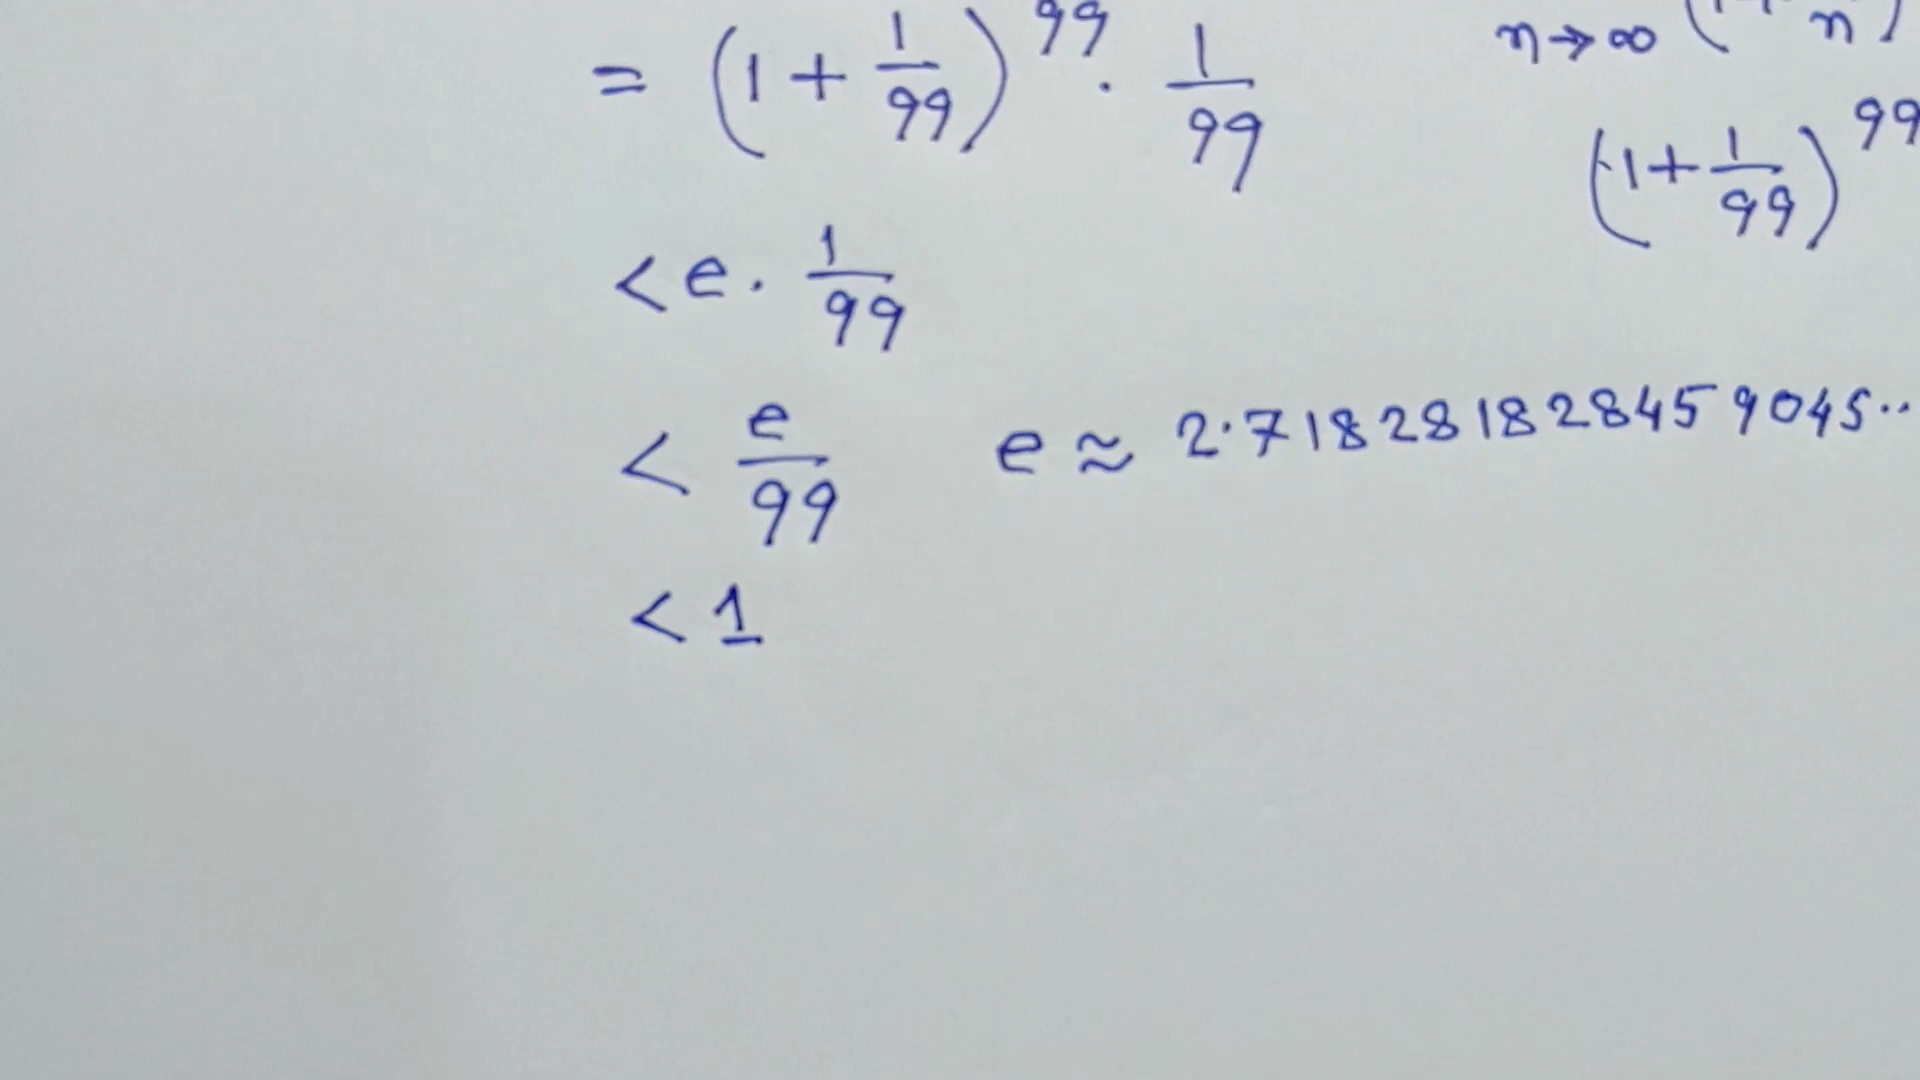 = (1 + 1/99)^99 · 1/99
n→∞ ( n )
(1 + 1/99)^99
< e · 1/99
< e/99
e ≈ 2.718281828459045..
< 1